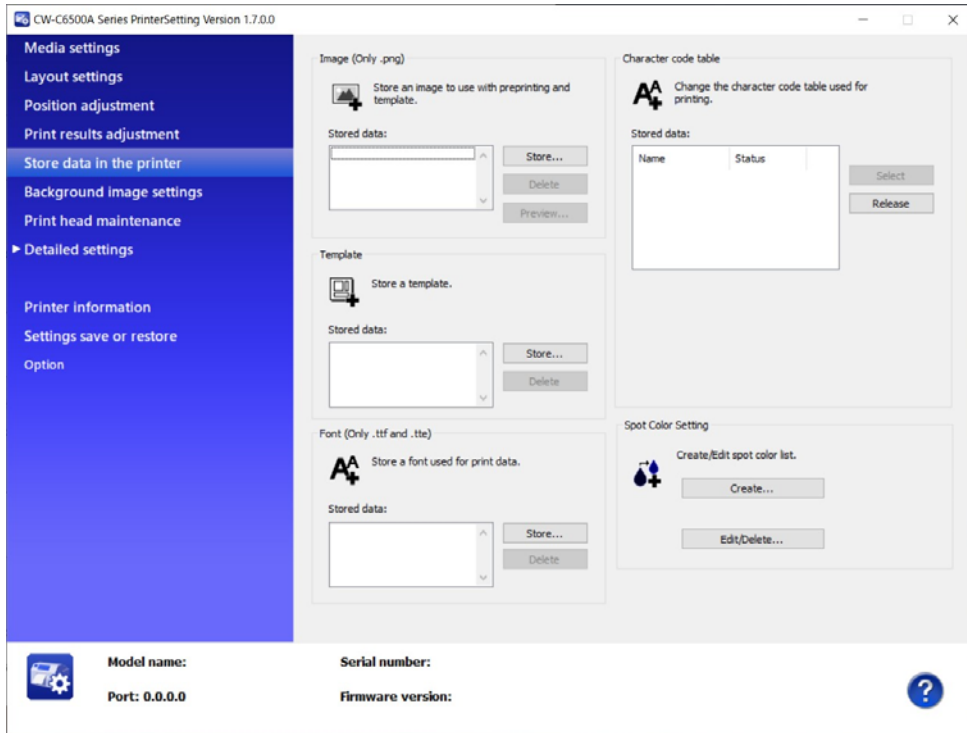 CW-C6500A Series PrinterSetting Version 1.7.0.0
Media settings
Layout settings
Position adjustment
Print results adjustment
Store data in the printer
Background image settings
Print head maintenance
Detailed settings
Printer information
Settings save or restore
Option
Image (Only .png)
Store an image to use with preprinting and
template.
Stored data:
Store...
Delete
Preview...
Template
Store a template.
Stored data:
Store...
Delete
Font (Only .ttf and .tte)
Store a font used for print data.
Stored data:
Store...
Delete
Character code table
Change the character code table used for
printing.
Stored data:
Name Status
Select
Release
Spot Color Setting
Create/Edit spot color list.
Create...
Edit/Delete...
Model name:
Serial number:
Port: 0.0.0.0
Firmware version: